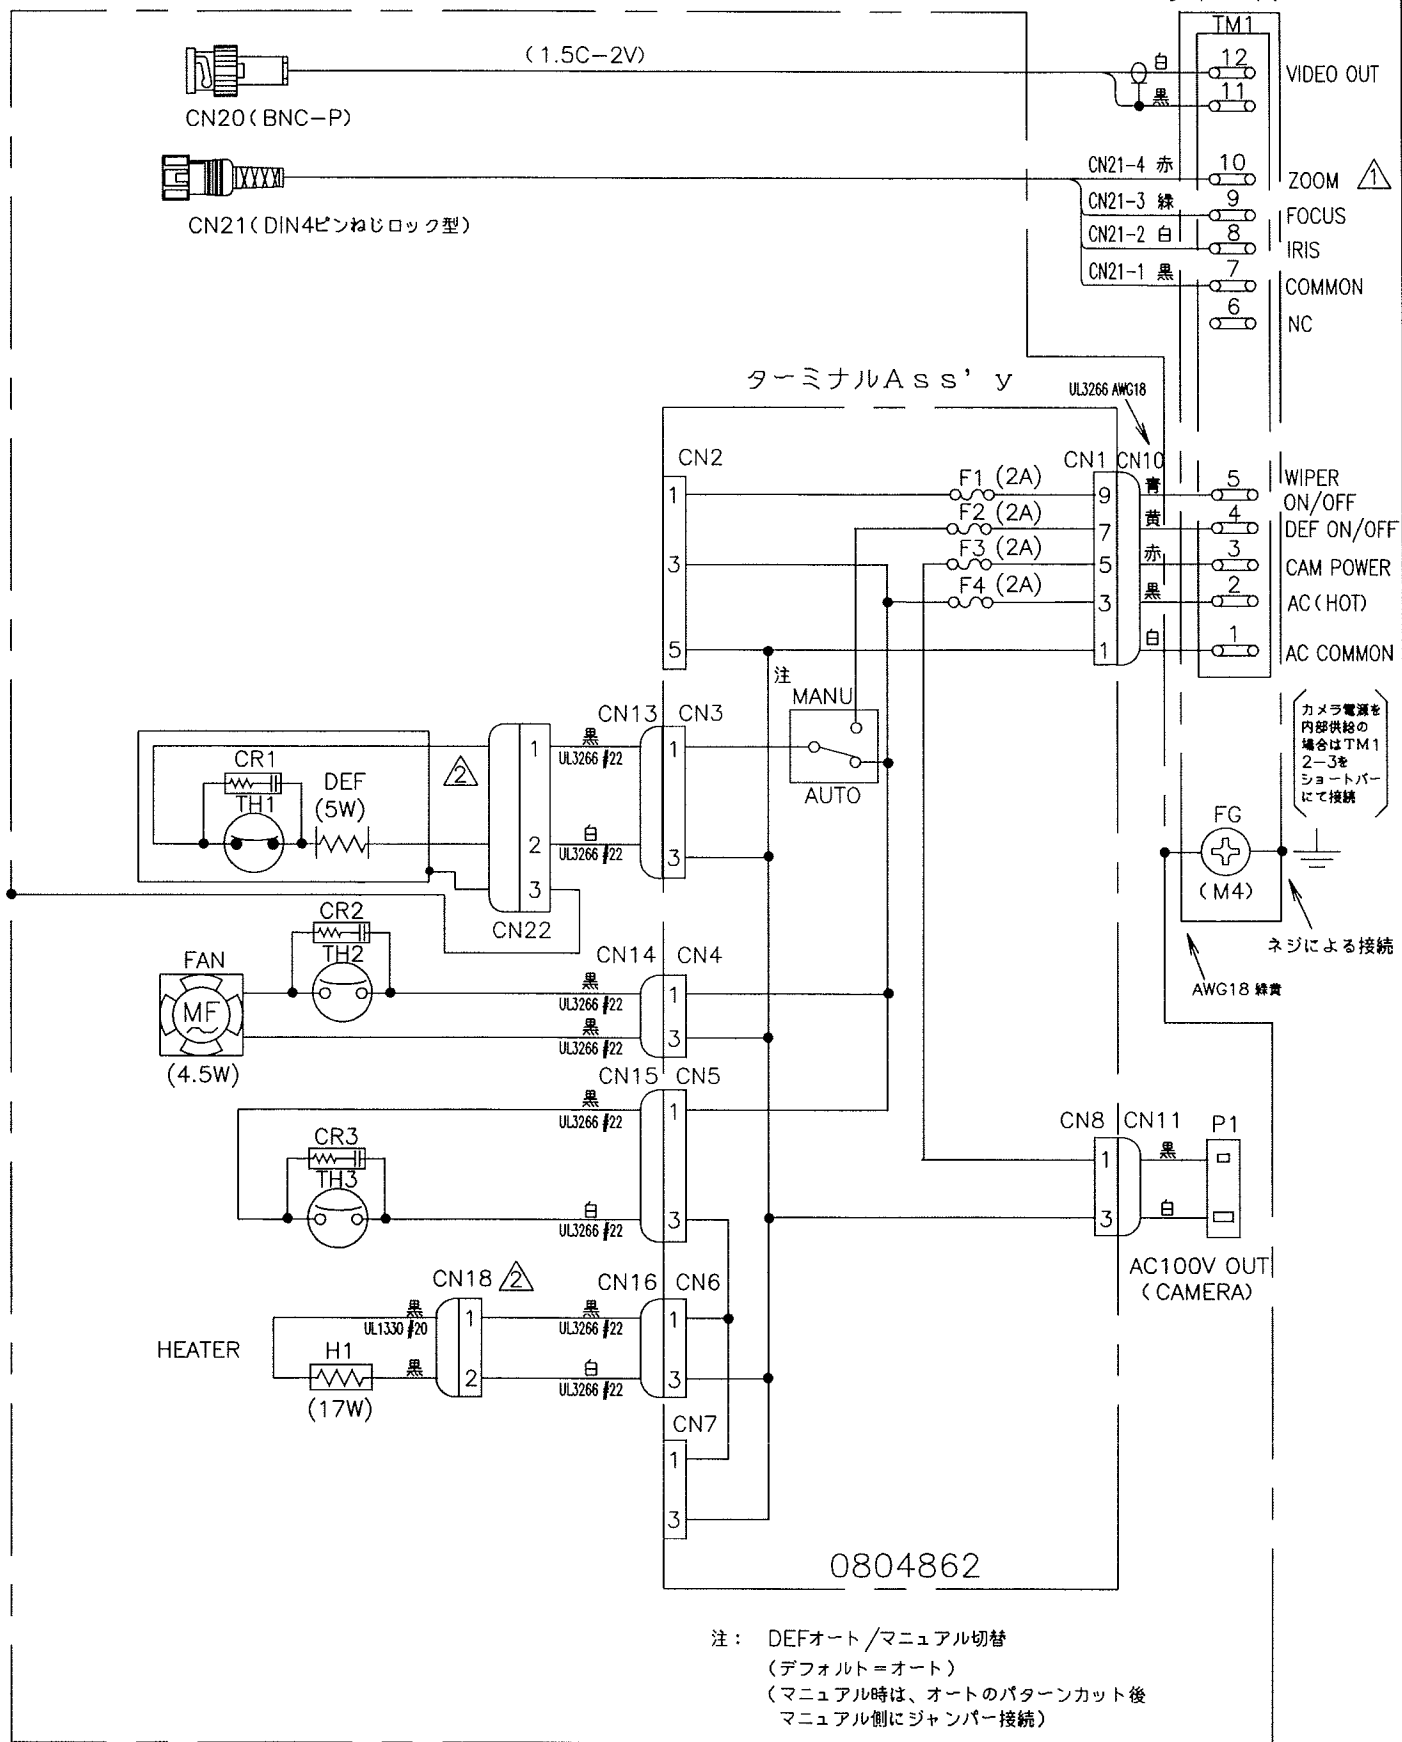 TM1
(1.5C-2V)
白
12
VIDEO OUT
黒
11
CN20(BNC-P)
CN21-4 赤
10
ZOOM
1
CN21-3 緑
9
FOCUS
CN21(DIN4ピンねじロック型)
CN21-2 白
8
IRIS
CN21-1 黒
7
COMMON
6
NC
ターミナルAss'y
UL3266 AWG18
CN2
CN1
CN10
1
F1 (2A)
9
青
5
WIPER
ON/OFF
F2 (2A)
7
黄
4
DEF ON/OFF
3
F3 (2A)
5
赤
3
CAM POWER
F4 (2A)
3
黒
2
AC(HOT)
5
1
白
1
AC COMMON
注
MANU
AUTO
カメラ電源を
内部供給の
場合はTM1
2-3を
ショートバー
にて接続
CN13
CN3
CR1
TH1
DEF
(5W)
2
1
黒
UL3266 #22
1
2
白
UL3266 #22
3
3
CN22
FG
(M4)
ネジによる接続
AWG18 緑黄
CR2
TH2
FAN
MF
(4.5W)
CN14
CN4
黒
UL3266 #22
1
黒
UL3266 #22
3
CN15
CN5
黒
UL3266 #22
1
CR3
TH3
白
UL3266 #22
3
CN8
CN11
P1
1
黒
3
白
AC100V OUT
(CAMERA)
CN18
2
CN16
CN6
HEATER
黒
UL1330 #20
1
黒
UL3266 #22
1
H1
黒
2
白
UL3266 #22
3
(17W)
CN7
1
3
0804862
注: DEFオート/マニュアル切替
(デフォルト=オート)
(マニュアル時は、オートのパターンカット後
マニュアル側にジャンパー接続)